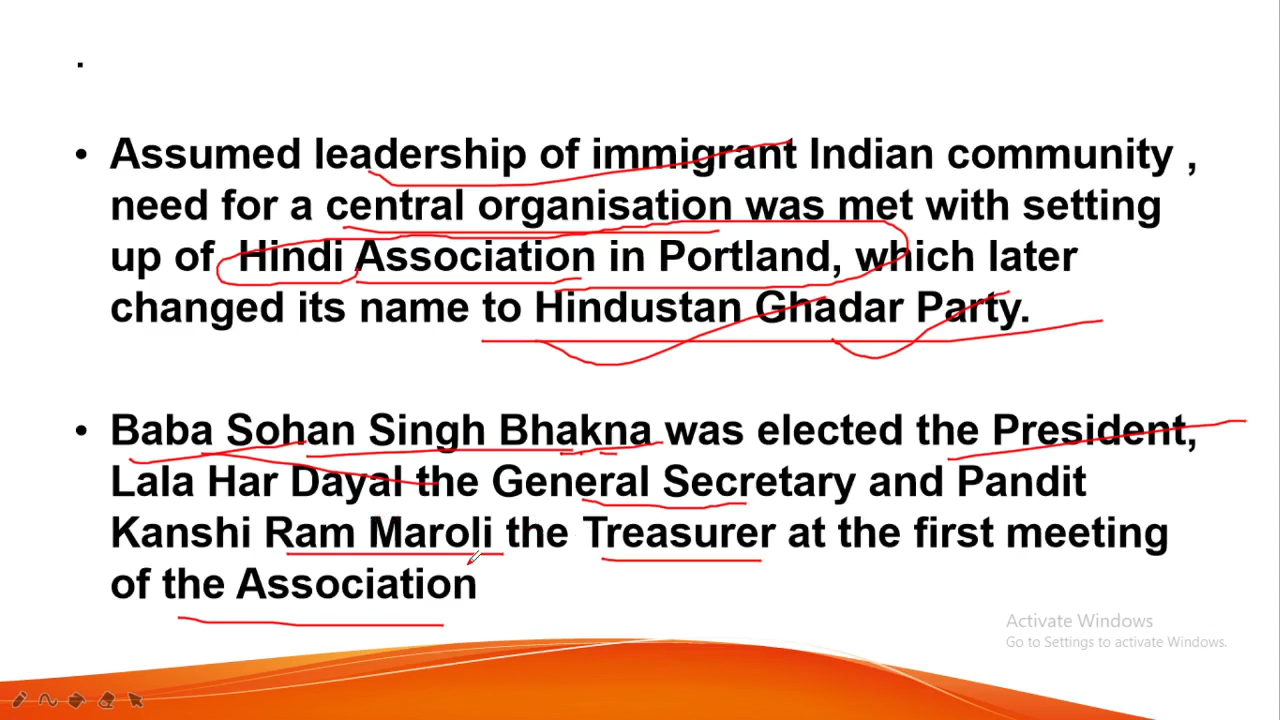 • Assumed leadership of immigrant Indian community ,
need for a central organisation was met with setting
up of Hindi Association in Portland, which later
changed its name to Hindustan Ghadar Party.
• Baba Sohan Singh Bhakna was elected the President,
Lala Har Dayal the General Secretary and Pandit
Kanshi Ram Maroli the Treasurer at the first meeting
of the Association
Activate Windows
Go to Settings to activate Windows.